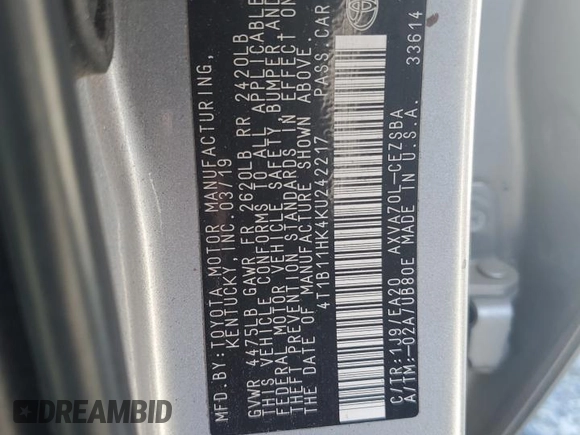 MFD.BY:TOYOTA MOTOR MANUFACTURING,
KENTUCKY, INC. 03/19
GVWR 4475LB GAWR FR 2620LB RR 2420LB
THIS VEHICLE CONFORMS TO ALL APPLICABLE
FEDERAL MOTOR VEHICLE SAFETY, BUMPER AND
THEFT PREVENTION STANDARDS IN EFFECT ON
THE DATE OF MANUFACTURE SHOWN ABOVE.
4T1B11HK4KU242217 PASS. CAR
C/TR:1J9/EA20 AXVA70L-CEZSBA
A/TM:-02A/UB80E MADE IN U.S.A.
33614
DREAMBID